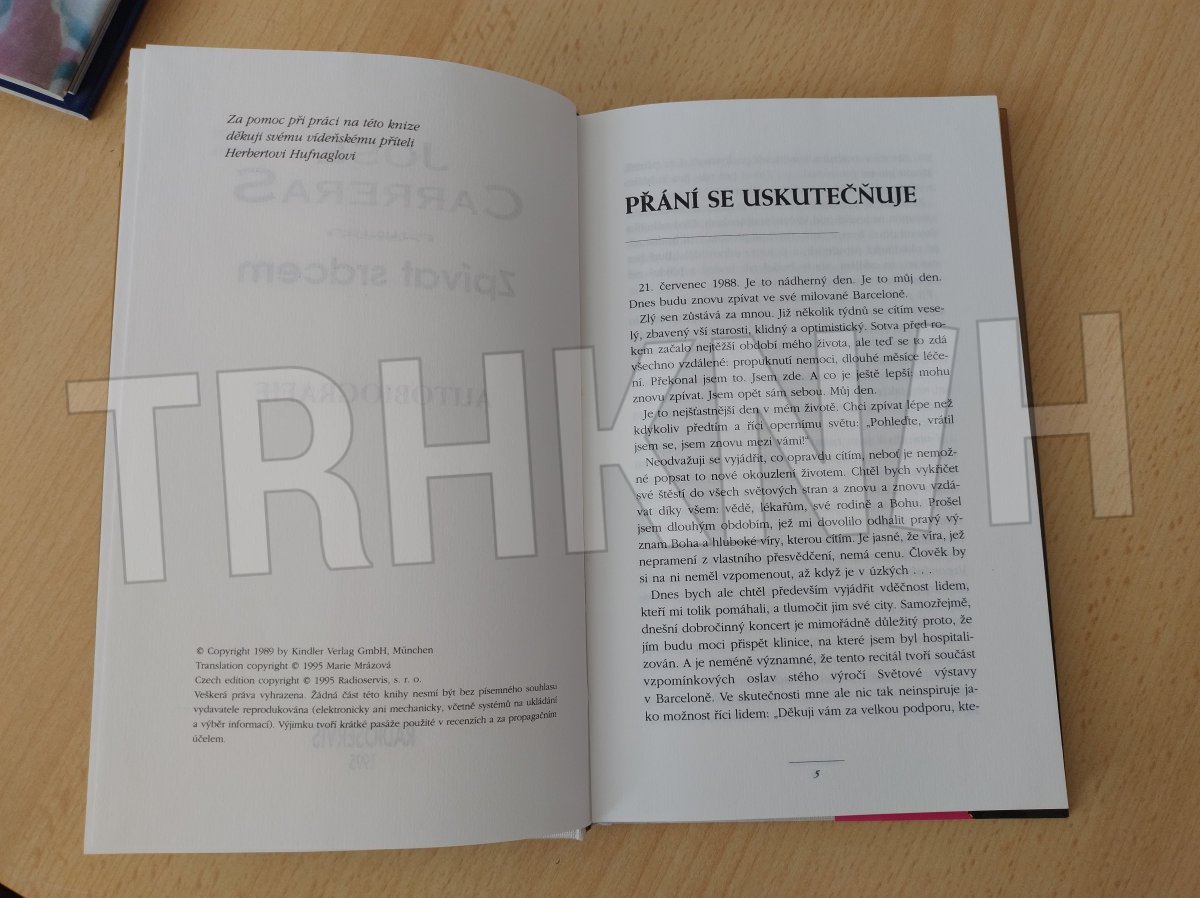 Za pomoc při práci na této knize
děkuji svému vídeňskému příteli
Herbertovi Hufnaglovi
JOS
CARRERAS
Zpívat srdcem
AUTOBIOGRAFIE
© Copyright 1989 by Kindler Verlag GmbH, München
Translation copyright © 1995 Marie Mrázová
Czech edition copyright © 1995 Radioservis, s. r. o.
Veškerá práva vyhrazena. Žádná část této knihy nesmí být bez písemného souhlasu
vydavatele reprodukována (elektronicky ani mechanicky, včetně systémů na ukládání
a výběr informací). Výjimku tvoří krátké pasáže použité v recenzích a za propagačním
účelem.
RADIOSERVIS
1995
PŘÁNÍ SE USKUTEČŇUJE
21. červenec 1988. Je to nádherný den. Je to můj den.
Dnes budu znovu zpívat ve své milované Barceloně.
Zlý sen zůstává za mnou. Již několik týdnů se cítím vese-
lý, zbavený vší starosti, klidný a optimistický. Sotva před ro-
kem začalo nejtěžší období mého života, ale teď se to zdá
všechno vzdálené: propuknutí nemoci, dlouhé měsíce léče-
ní. Překonal jsem to. Jsem zde. A co je ještě lepší: mohu
znovu zpívat. Jsem opět sám sebou. Můj den.
Je to nejšťastnější den v mém životě. Chci zpívat lépe než
kdykoliv předtím a říci opernímu světu: „Pohleďte, vrátil
jsem se, jsem znovu mezi vámi!“
Neodvažuji se vyjádřit, co opravdu cítím, neboť je nemož-
né popsat to nové okouzlení životem. Chtěl bych vykřičet
své štěstí do všech světových stran a znovu a znovu vzdá-
vat díky všem: vědě, lékařům, své rodině a Bohu. Prošel
jsem dlouhým obdobím, jež mi dovolilo odhalit pravý vý-
znam Boha a hluboké víry, kterou cítím. Je jasné, že víra, jež
nepramení z vlastního přesvědčení, nemá cenu. Člověk by
si na ni neměl vzpomenout, až když je v úzkých . . .
Dnes bych ale chtěl především vyjádřit vděčnost lidem,
kteří mi tolik pomáhali, a tlumočit jim své city. Samozřejmě,
dnešní dobročinný koncert je mimořádně důležitý proto, že
jím budu moci přispět klinice, na které jsem byl hospitali-
zován. A je neméně významné, že tento recitál tvoří součást
vzpomínkových oslav stého výročí Světové výstavy
v Barceloně. Ve skutečnosti mne ale nic tak neinspiruje ja-
ko možnost říci lidem: „Děkuji vám za velkou podporu, kte-
5
TRHKNIH